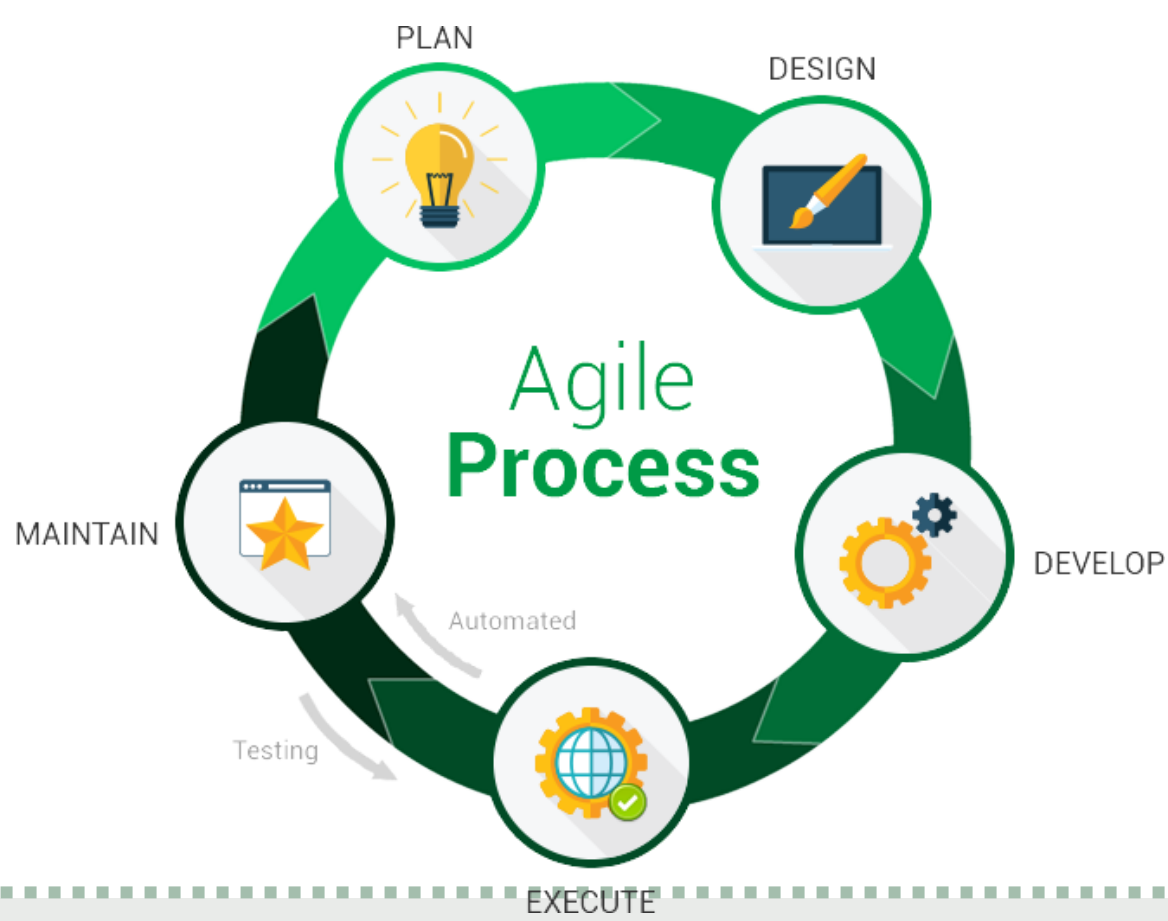 PLAN
DESIGN
Agile
Process
MAINTAIN
DEVELOP
Automated
Testing
EXECUTE